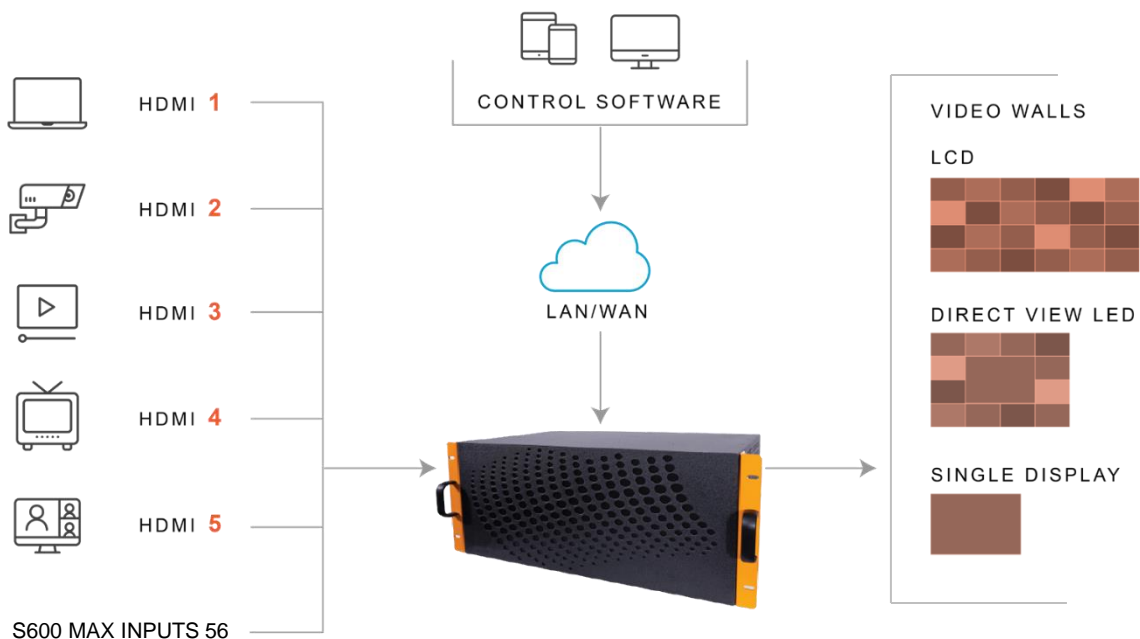 CONTROL SOFTWARE
LAN/WAN
HDMI 1
HDMI 2
HDMI 3
HDMI 4
HDMI 5
S600 MAX INPUTS 56
VIDEO WALLS
LCD
DIRECT VIEW LED
SINGLE DISPLAY